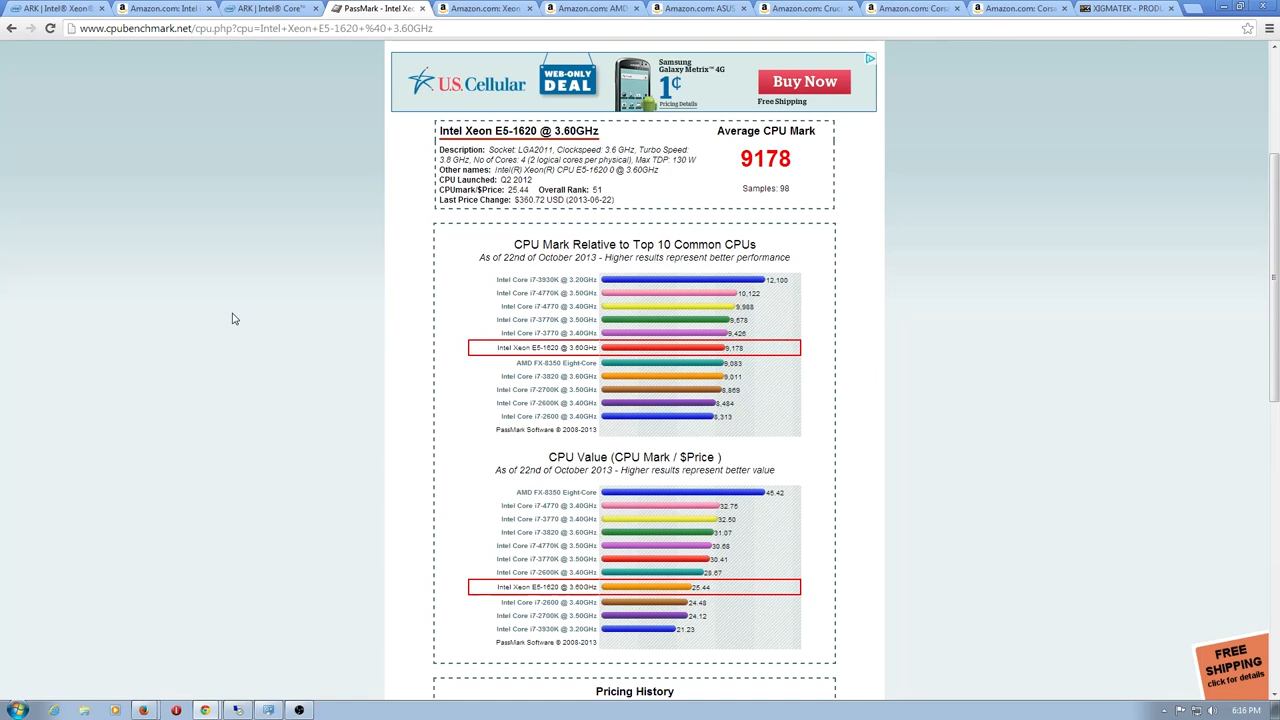 ARK | Intel® Xeon®
Amazon.com: Intel
ARK | Intel® Core™
PassMark - Intel Xeo
Amazon.com: Xeon
Amazon.com: AMD
Amazon.com: ASUS
Amazon.com: Cruc
Amazon.com: Corsa
Amazon.com: Corsa
XIGMATEK - PRODU
www.cpubenchmark.net/cpu.php?cpu=Intel+Xeon+E5-1620+%40+3.60GHz
U.S. Cellular
WEB-ONLY
DEAL
Samsung
Galaxy Metrix™ 4G
1¢
Pricing Details
Buy Now
Free Shipping
Intel Xeon E5-1620 @ 3.60GHz
Average CPU Mark
Description: Socket: LGA2011, Clockspeed: 3.6 GHz, Turbo Speed:
3.8 GHz, No of Cores: 4 (2 logical cores per physical), Max TDP: 130 W
Other names: Intel(R) Xeon(R) CPU E5-1620 0 @ 3.60GHz
CPU Launched: Q2 2012
CPUmark/$Price: 25.44 Overall Rank: 51
Last Price Change: $360.72 USD (2013-06-22)
9178
Samples: 98
CPU Mark Relative to Top 10 Common CPUs
As of 22nd of October 2013 - Higher results represent better performance
Intel Core i7-3930K @ 3.20GHz 12,100
Intel Core i7-4770K @ 3.50GHz 10,122
Intel Core i7-4770 @ 3.40GHz 9,988
Intel Core i7-3770K @ 3.50GHz 9,678
Intel Core i7-3770 @ 3.40GHz 9,426
Intel Xeon E5-1620 @ 3.60GHz 9,178
AMD FX-8350 Eight-Core 9,083
Intel Core i7-3820 @ 3.60GHz 9,011
Intel Core i7-2700K @ 3.50GHz 8,869
Intel Core i7-2600K @ 3.40GHz 8,484
Intel Core i7-2600 @ 3.40GHz 8,313
PassMark Software © 2008-2013
CPU Value (CPU Mark / $Price )
As of 22nd of October 2013 - Higher results represent better value
AMD FX-8350 Eight-Core 45.42
Intel Core i7-4770 @ 3.40GHz 32.75
Intel Core i7-3770 @ 3.40GHz 32.50
Intel Core i7-3820 @ 3.60GHz 31.07
Intel Core i7-4770K @ 3.50GHz 30.68
Intel Core i7-3770K @ 3.50GHz 30.41
Intel Core i7-2600K @ 3.40GHz 28.67
Intel Xeon E5-1620 @ 3.60GHz 25.44
Intel Core i7-2600 @ 3.40GHz 24.48
Intel Core i7-2700K @ 3.50GHz 24.12
Intel Core i7-3930K @ 3.20GHz 21.23
PassMark Software © 2008-2013
Pricing History
FREE
SHIPPING
click for details
6:16 PM